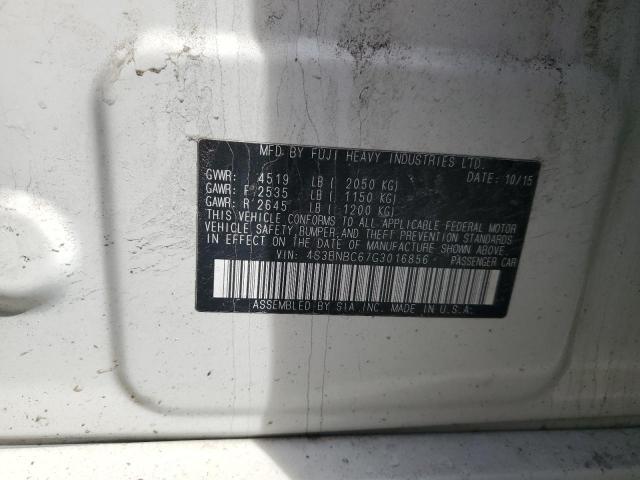 MFD BY FUJI HEAVY INDUSTRIES LTD.
GVWR: 4519 LB ( 2050 KG) DATE: 10/15
GAWR: F 2535 LB ( 1150 KG)
GAWR: R 2645 LB ( 1200 KG)
THIS VEHICLE CONFORMS TO ALL APPLICABLE FEDERAL MOTOR
VEHICLE SAFETY, BUMPER, AND THEFT PREVENTION STANDARDS
IN EFFECT ON THE DATE OF MANUFACTURE SHOWN ABOVE.
VIN: 4S3BNBC67G3016856 PASSENGER CAR
ASSEMBLED BY SIA, INC. MADE IN U.S.A.